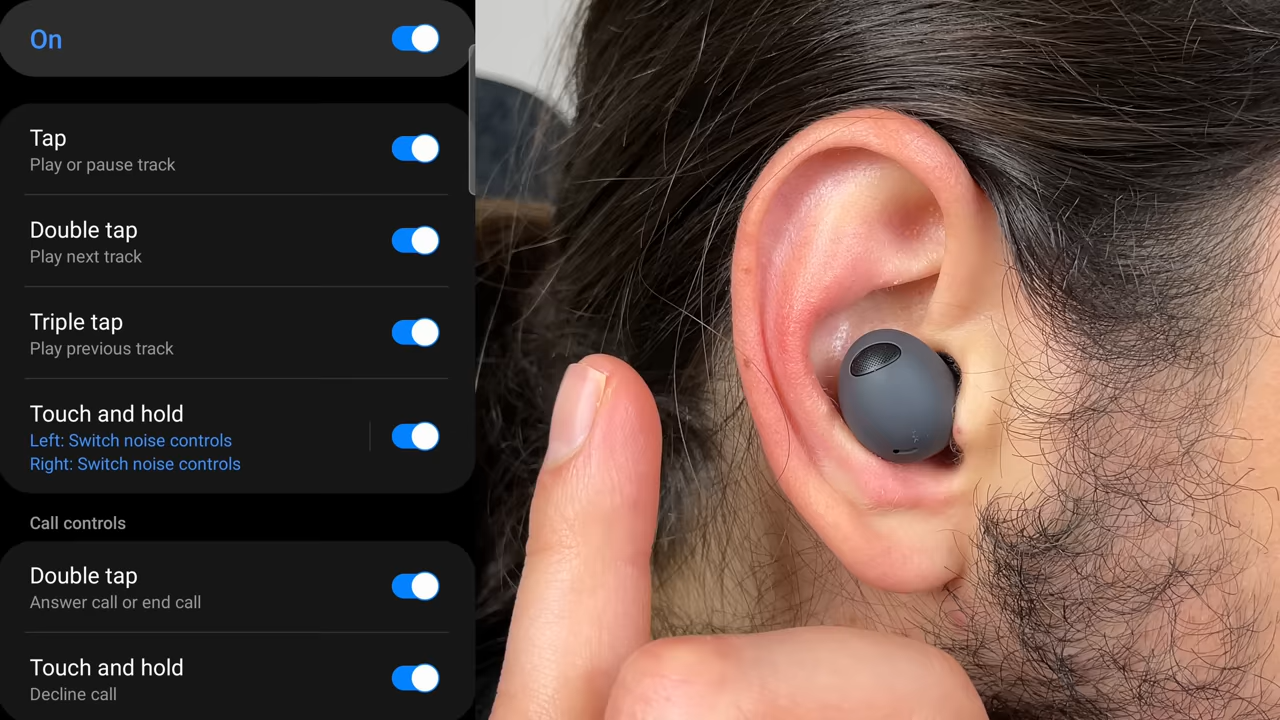 On
Tap
Play or pause track
Double tap
Play next track
Triple tap
Play previous track
Touch and hold
Left: Switch noise controls
Right: Switch noise controls
Call controls
Double tap
Answer call or end call
Touch and hold
Decline call